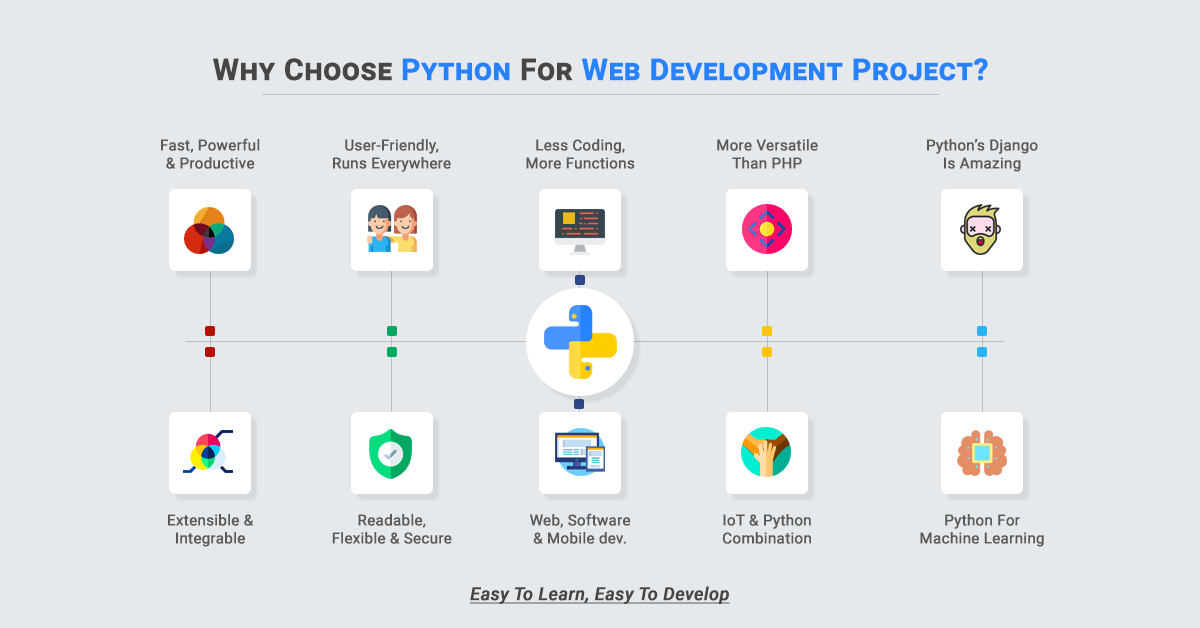 Why Choose Python For Web Development Project?
Fast, Powerful
& Productive
User-Friendly,
Runs Everywhere
Less Coding,
More Functions
More Versatile
Than PHP
Python's Django
Is Amazing
Extensible &
Integrable
Readable,
Flexible & Secure
Web, Software
& Mobile dev.
IoT & Python
Combination
Python For
Machine Learning
Easy To Learn, Easy To Develop